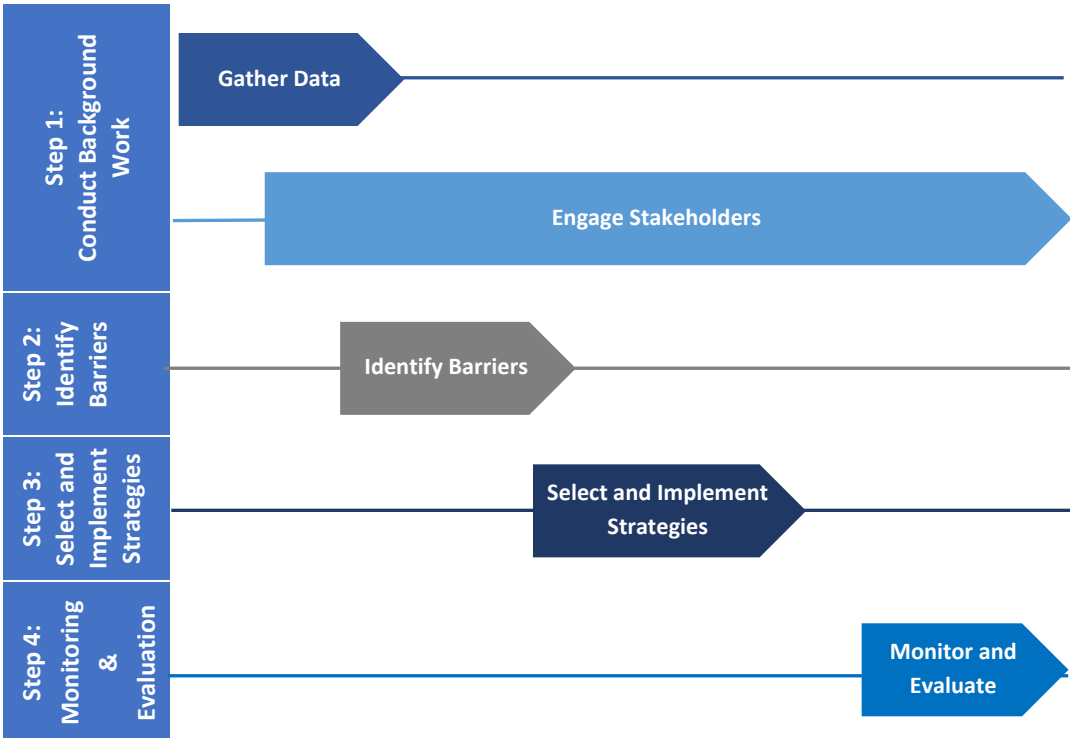 Step 1:
Conduct Background
Work
Gather Data
Engage Stakeholders
Step 2:
Identify
Barriers
Identify Barriers
Step 3:
Select and
Implement
Strategies
Select and Implement
Strategies
Step 4:
Monitoring
&
Evaluation
Monitor and
Evaluate